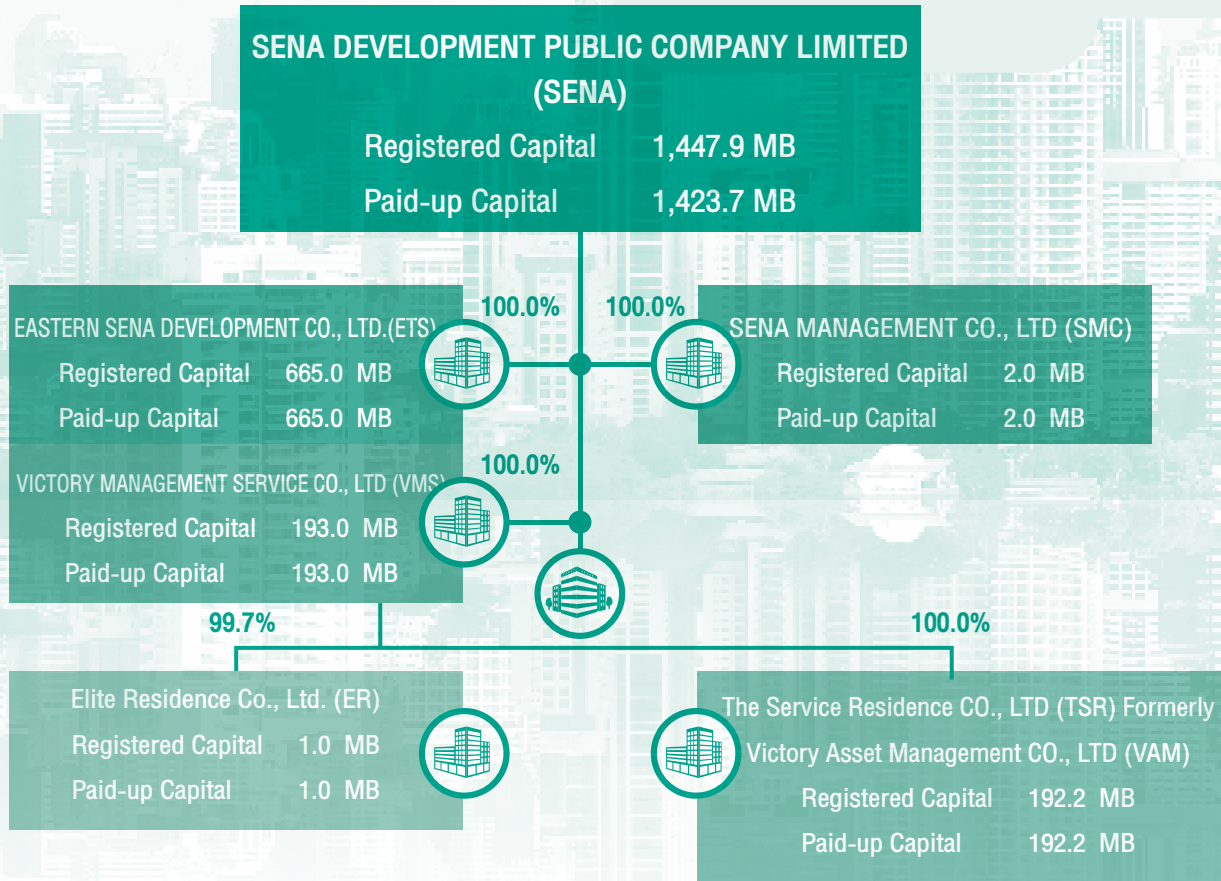 SENA DEVELOPMENT PUBLIC COMPANY LIMITED
(SENA)
Registered Capital 1,447.9 MB
Paid-up Capital 1,423.7 MB
100.0% 100.0%
EASTERN SENA DEVELOPMENT CO., LTD.(ETS)
Registered Capital 665.0 MB
Paid-up Capital 665.0 MB
SENA MANAGEMENT CO., LTD (SMC)
Registered Capital 2.0 MB
Paid-up Capital 2.0 MB
100.0%
VICTORY MANAGEMENT SERVICE CO., LTD (VMS)
Registered Capital 193.0 MB
Paid-up Capital 193.0 MB
99.7% 100.0%
Elite Residence Co., Ltd. (ER)
Registered Capital 1.0 MB
Paid-up Capital 1.0 MB
The Service Residence CO., LTD (TSR) Formerly
Victory Asset Management CO., LTD (VAM)
Registered Capital 192.2 MB
Paid-up Capital 192.2 MB